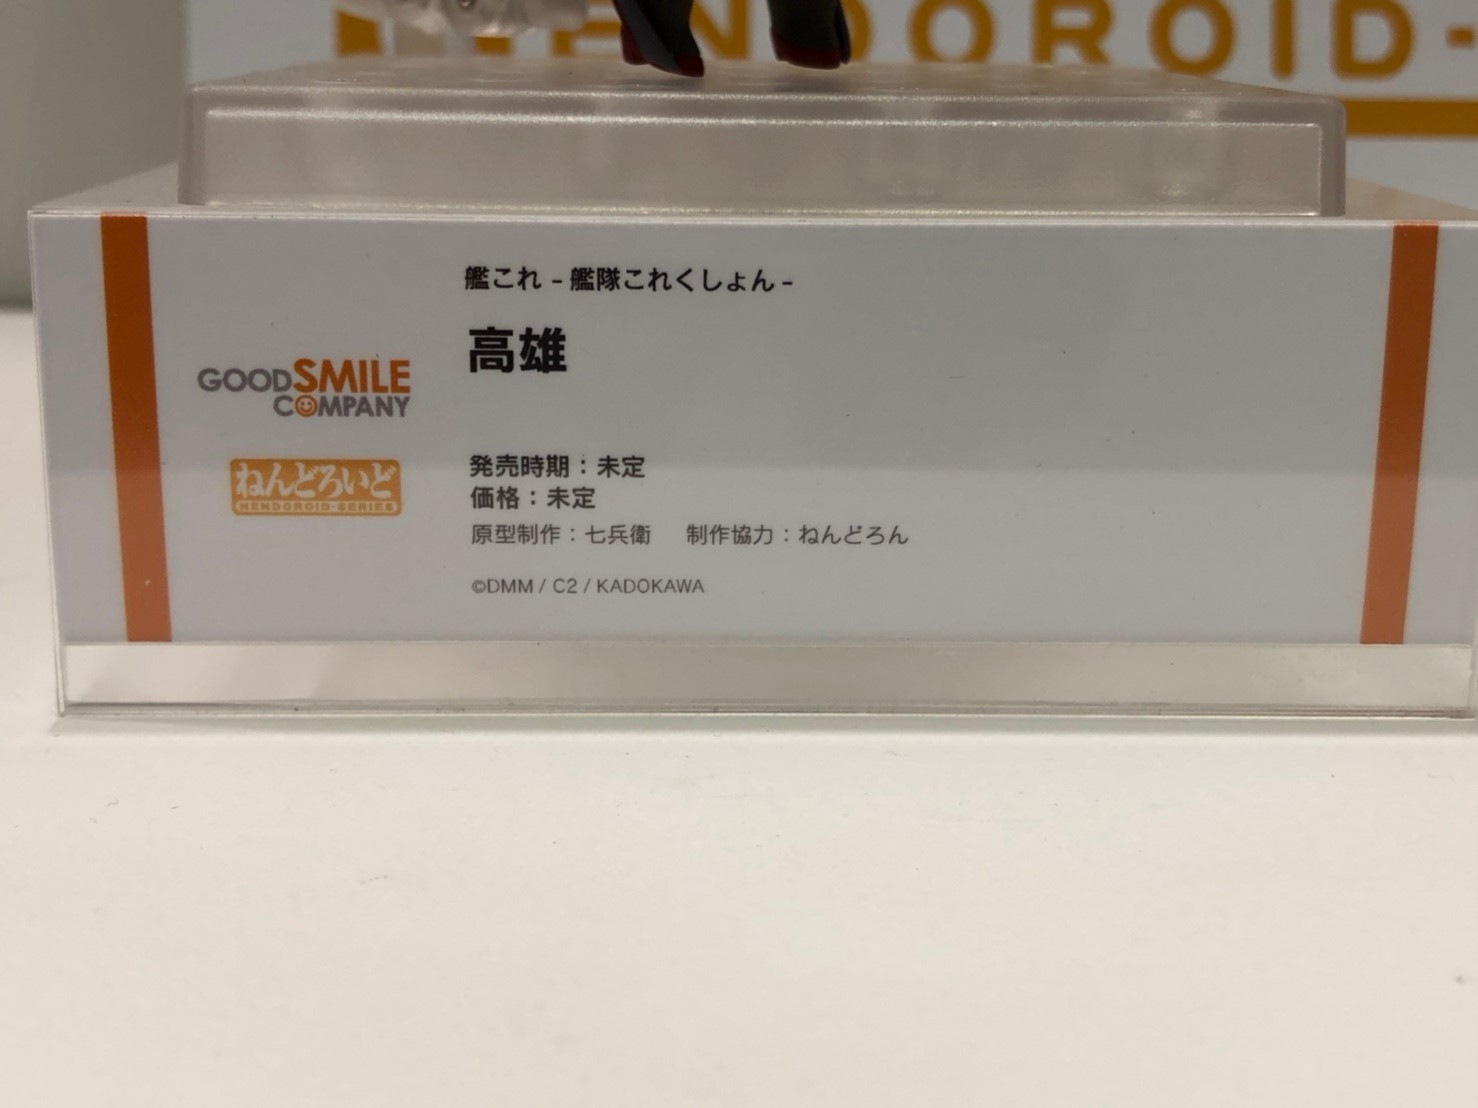 ENDOROID-
艦これ -艦隊これくしょん-
高雄
GOODSMILE
COMPANY
ねんどろいど
NENDOROID-SERIES
発売時期：未定
価格：未定
原型制作：七兵衛　制作協力：ねんどろん
©DMM / C2 / KADOKAWA